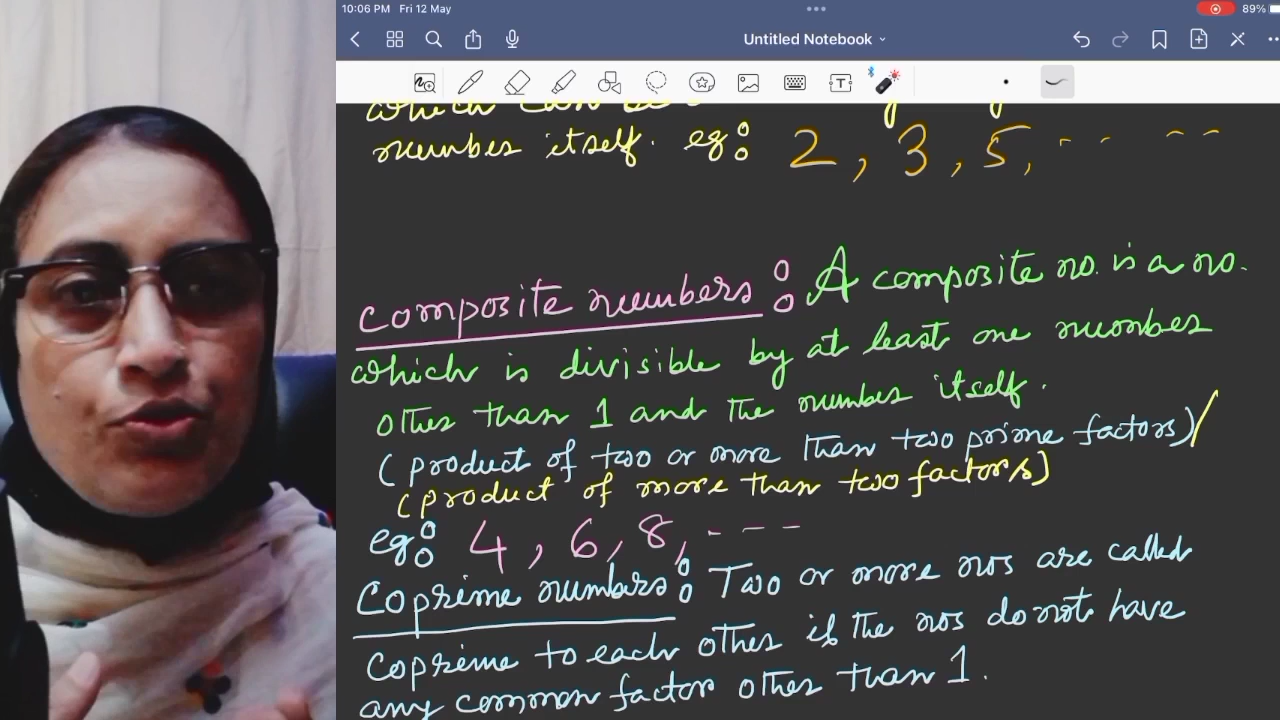 10:06 PM Fri 12 May
89%
Untitled Notebook
which can be
number itself. eg: 2, 3, 5, -- --
composite numbers : A composite no. is a no.
which is divisible by at least one number
other than 1 and the number itself.
(product of two or more than two prime factors)/
(product of more than two factors)
eg: 4, 6, 8, ---
Coprime numbers: Two or more nos are called
coprime to each other if the nos do not have
any common factor other than 1.